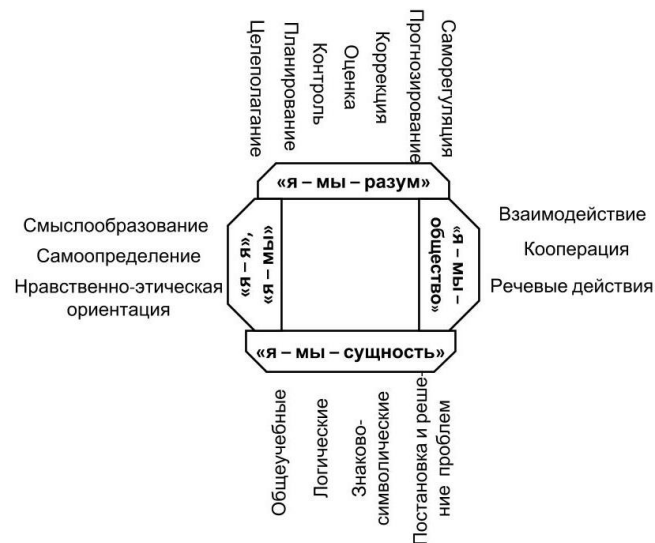 Целеполагание
Планирование
Контроль
Оценка
Коррекция
Прогнозирование
Саморегуляция
«я – мы – разум»
Смыслообразование
Самоопределение
Нравственно-этическая
ориентация
«я – я»,
«я – мы»
«я – мы –
общество»
Взаимодействие
Кооперация
Речевые действия
«я – мы – сущность»
Общеучебные
Логические
Знаково-
символические
Постановка и реше-
ние проблем